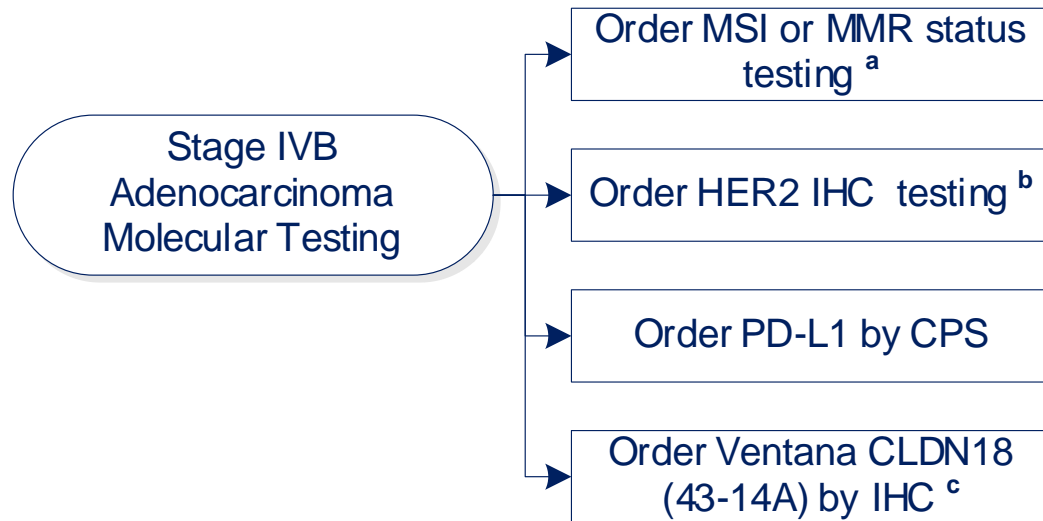 Order MSI or MMR status
testing a
Stage IVB
Adenocarcinoma
Molecular Testing
Order HER2 IHC testing b
Order PD-L1 by CPS
Order Ventana CLDN18
(43-14A) by IHC c